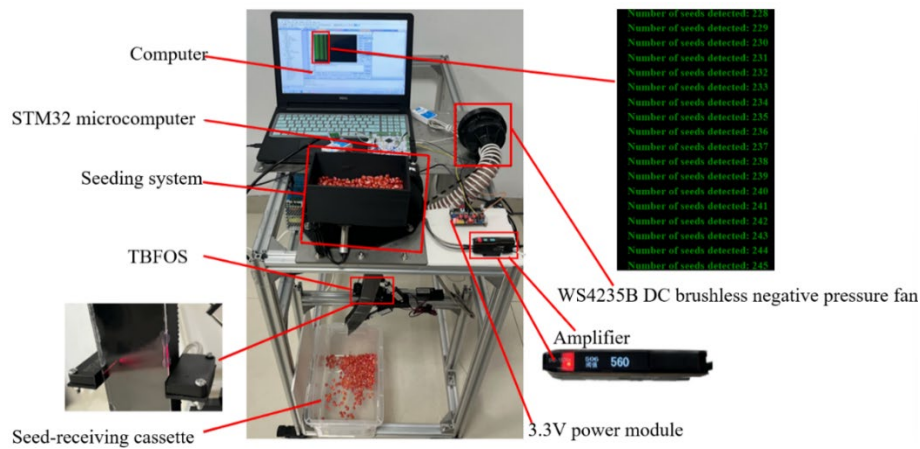 Computer
STM32 microcomputer
Seeding system
TBFOS
Seed-receiving cassette
Number of seeds detected: 228
Number of seeds detected: 229
Number of seeds detected: 230
Number of seeds detected: 231
Number of seeds detected: 232
Number of seeds detected: 233
Number of seeds detected: 234
Number of seeds detected: 235
Number of seeds detected: 236
Number of seeds detected: 237
Number of seeds detected: 238
Number of seeds detected: 239
Number of seeds detected: 240
Number of seeds detected: 241
Number of seeds detected: 242
Number of seeds detected: 243
Number of seeds detected: 244
Number of seeds detected: 245
WS4235B DC brushless negative pressure fan
Amplifier
506
560
3.3V power module